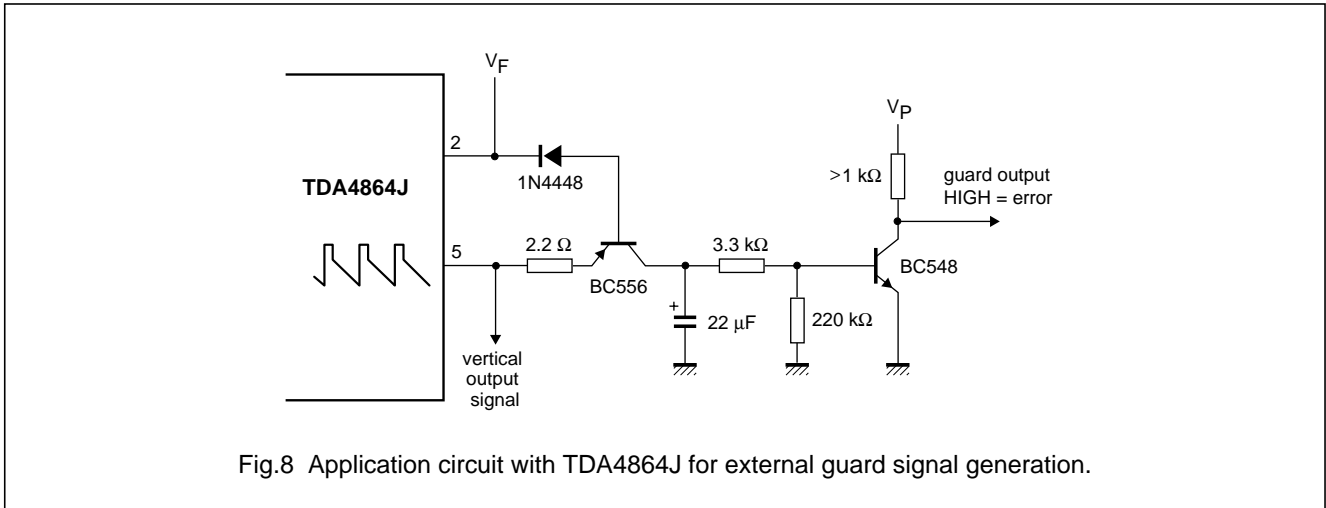 V_F
V_P
2
1N4448
TDA4864J
>1 kΩ
guard output
HIGH = error
5
2.2 Ω
3.3 kΩ
BC556
BC548
+
22 μF
220 kΩ
vertical
output
signal
Fig.8 Application circuit with TDA4864J for external guard signal generation.